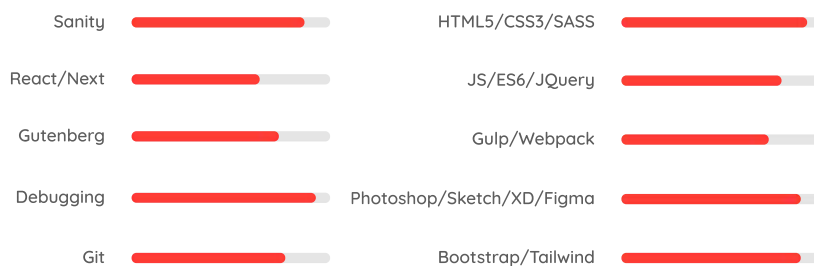 Sanity
React/Next
Gutenberg
Debugging
Git
HTML5/CSS3/SASS
JS/ES6/JQuery
Gulp/Webpack
Photoshop/Sketch/XD/Figma
Bootstrap/Tailwind